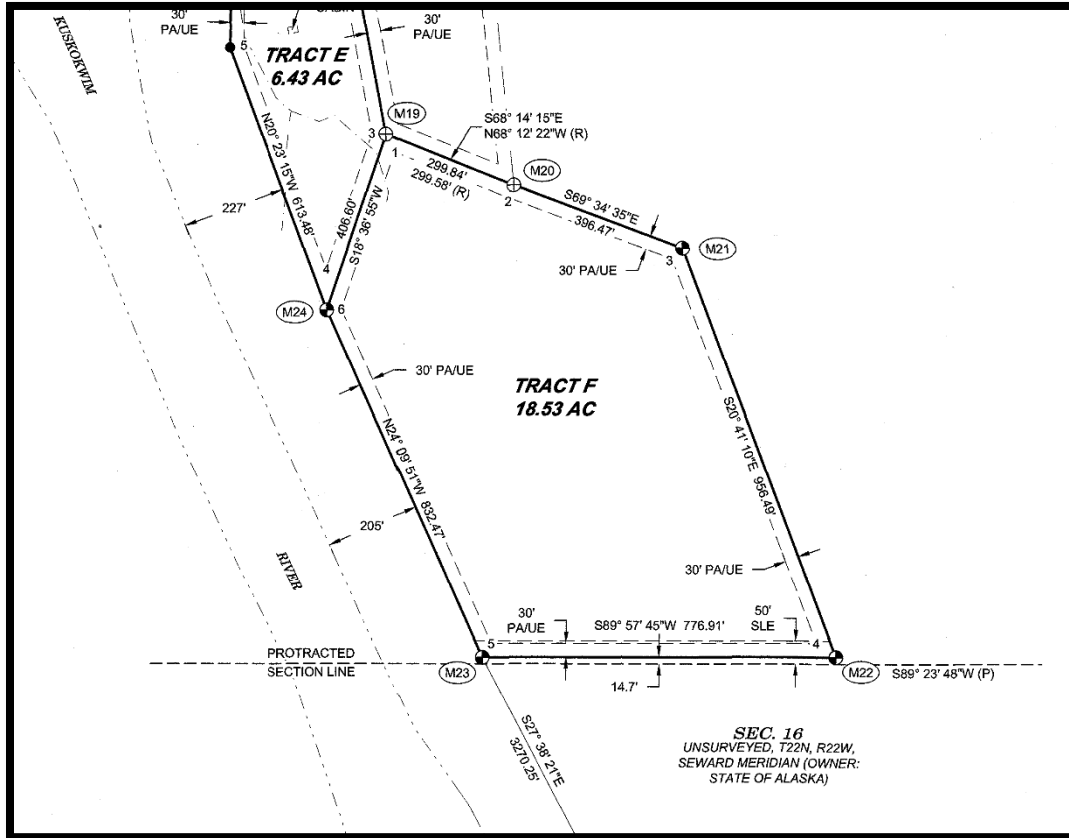 30'
PA/UE
KUSKOKWIM
5
TRACT E
6.43 AC
30'
PA/UE
M19
3
1
S68° 14' 15"E
N68° 12' 22"W (R)
299.84'
299.58' (R)
M20
2
S69° 34' 35"E
396.47'
M21
3
30' PA/UE
N20° 23' 15"W 613.48'
227'
406.60'
S18° 36' 55"W
4
M24
6
30' PA/UE
TRACT F
18.53 AC
S20° 41' 10"E 956.49'
N24° 09' 51"W 832.47'
205'
RIVER
30' PA/UE
30'
PA/UE
S89° 57' 45"W 776.91'
50'
SLE
5
4
PROTRACTED
SECTION LINE
M23
14.7'
M22
S89° 23' 48"W (P)
S27° 38' 21"E
3270.25'
SEC. 16
UNSURVEYED, T22N, R22W,
SEWARD MERIDIAN (OWNER:
STATE OF ALASKA)